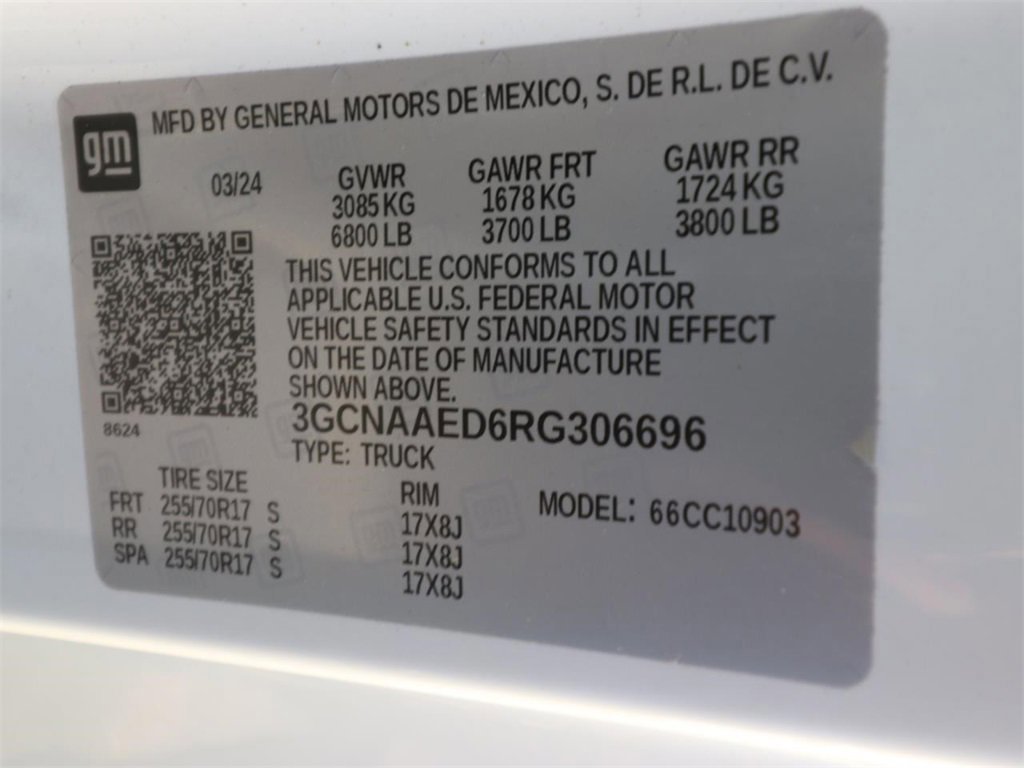 gm
MFD BY GENERAL MOTORS DE MEXICO, S. DE R.L. DE C.V.
03/24 GVWR GAWR FRT GAWR RR
3085 KG 1678 KG 1724 KG
6800 LB 3700 LB 3800 LB
THIS VEHICLE CONFORMS TO ALL
APPLICABLE U.S. FEDERAL MOTOR
VEHICLE SAFETY STANDARDS IN EFFECT
ON THE DATE OF MANUFACTURE
SHOWN ABOVE.
8624
3GCNAAED6RG306696
TYPE: TRUCK
TIRE SIZE RIM MODEL: 66CC10903
FRT 255/70R17 S 17X8J
RR 255/70R17 S 17X8J
SPA 255/70R17 S 17X8J